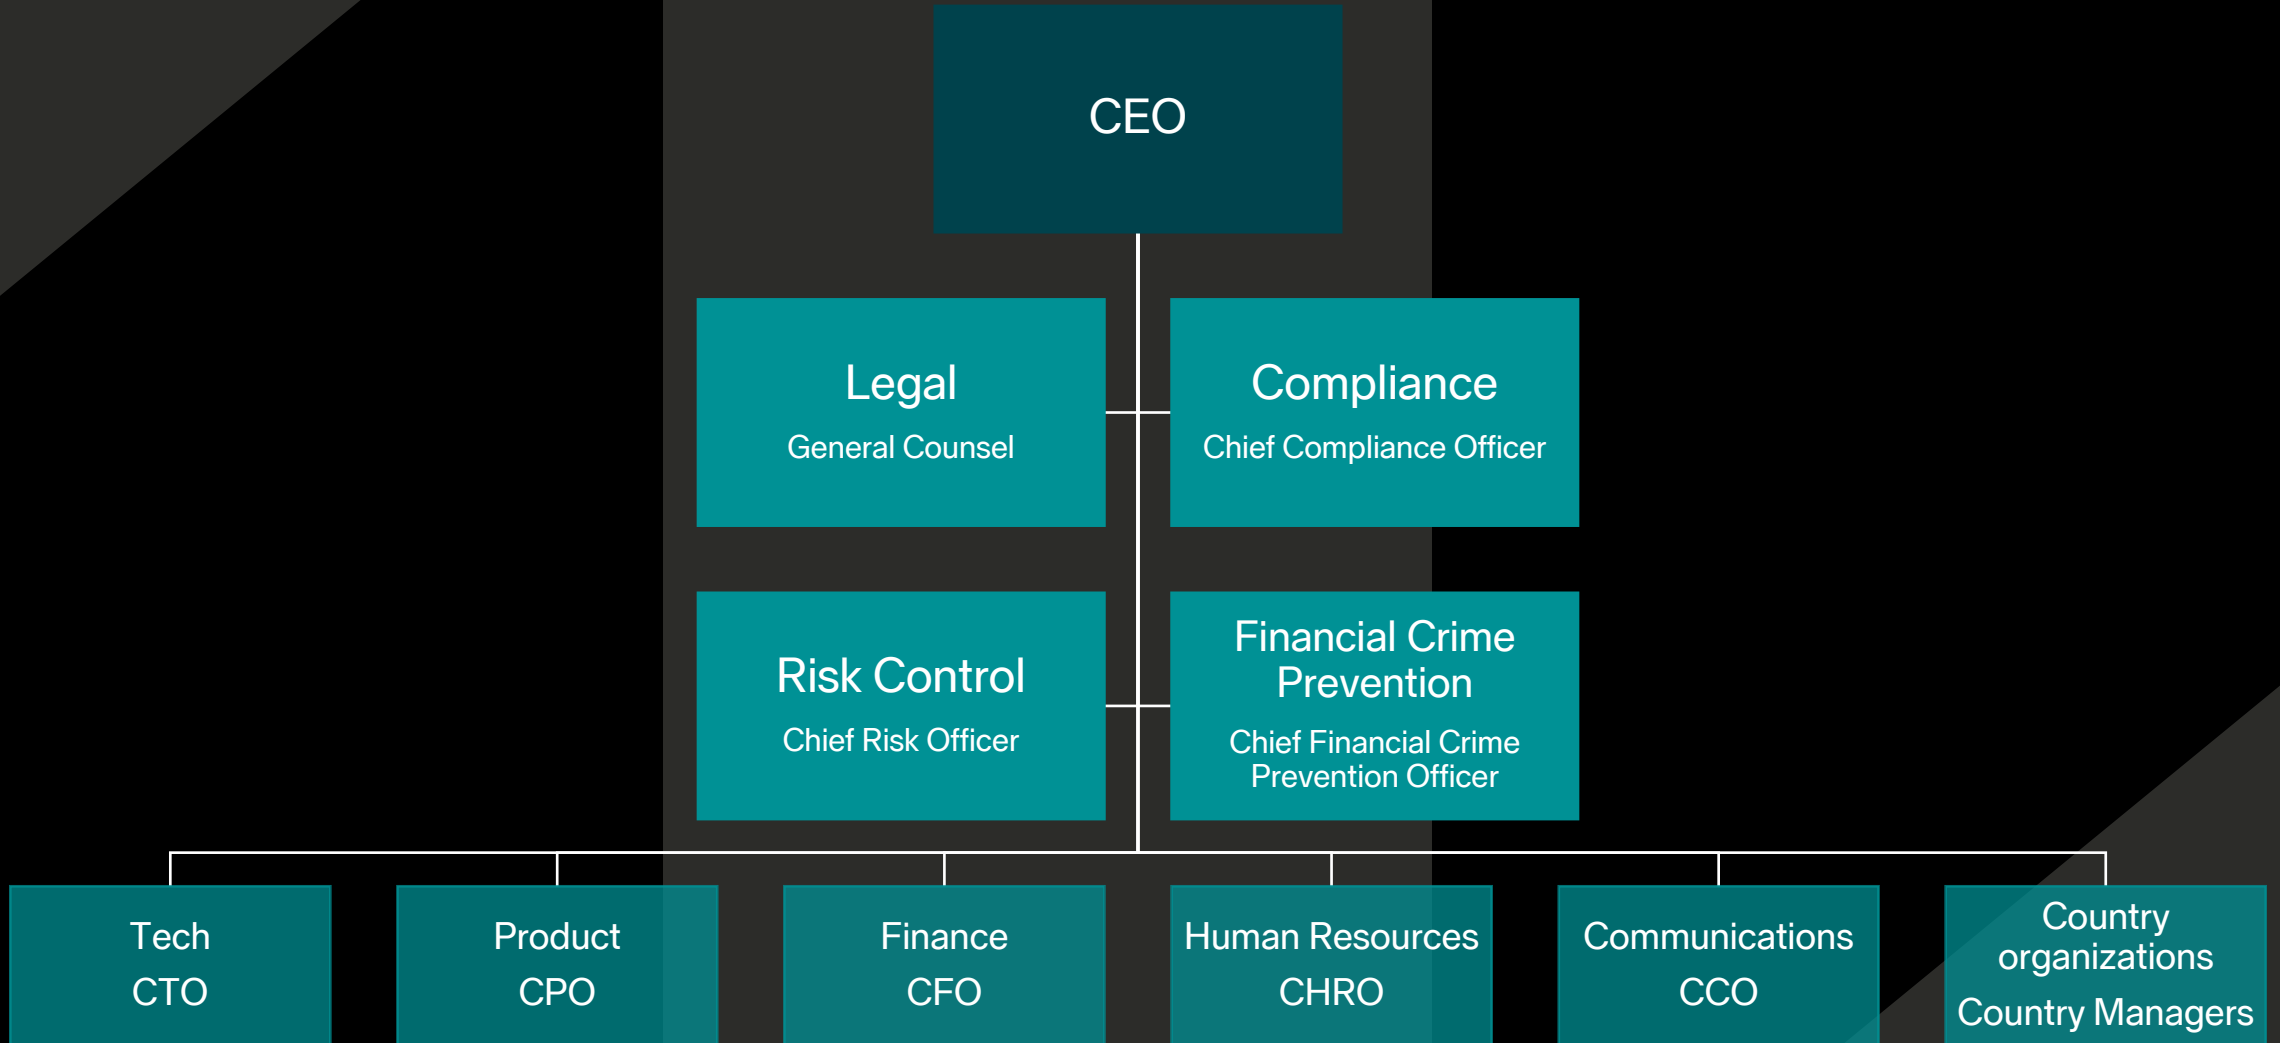 CEO
Legal
General Counsel
Compliance
Chief Compliance Officer
Risk Control
Chief Risk Officer
Financial Crime
Prevention
Chief Financial Crime
Prevention Officer
Tech
CTO
Product
CPO
Finance
CFO
Human Resources
CHRO
Communications
CCO
Country
organizations
Country Managers